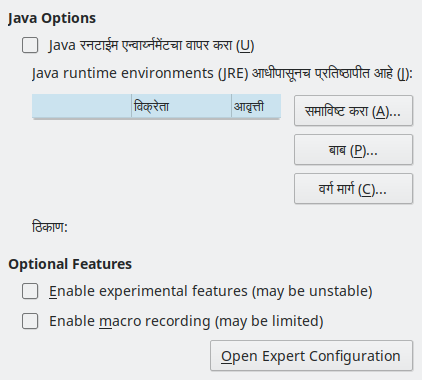 Java Options
Java रनटाईम एन्वार्य्नमेंटचा वापर करा (U)
Java runtime environments (JRE) आधीपासूनच प्रतिष्ठापीत आहे (J):
विक्रेता आवृत्ती
समाविष्ट करा (A)...
बाब (P)...
वर्ग मार्ग (C)...
ठिकाण:
Optional Features
Enable experimental features (may be unstable)
Enable macro recording (may be limited)
Open Expert Configuration